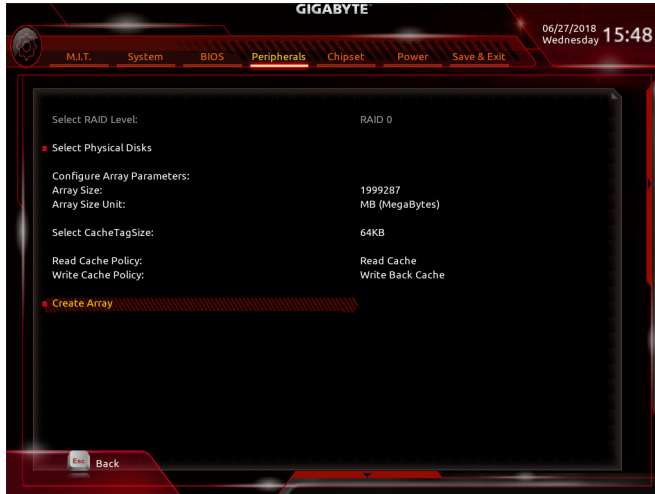 GIGABYTE
06/27/2018
Wednesday 15:48
M.I.T. System BIOS Peripherals Chipset Power Save & Exit
Select RAID Level: RAID 0
Select Physical Disks
Configure Array Parameters:
Array Size: 1999287
Array Size Unit: MB (MegaBytes)
Select CacheTagSize: 64KB
Read Cache Policy: Read Cache
Write Cache Policy: Write Back Cache
Create Array
Esc Back